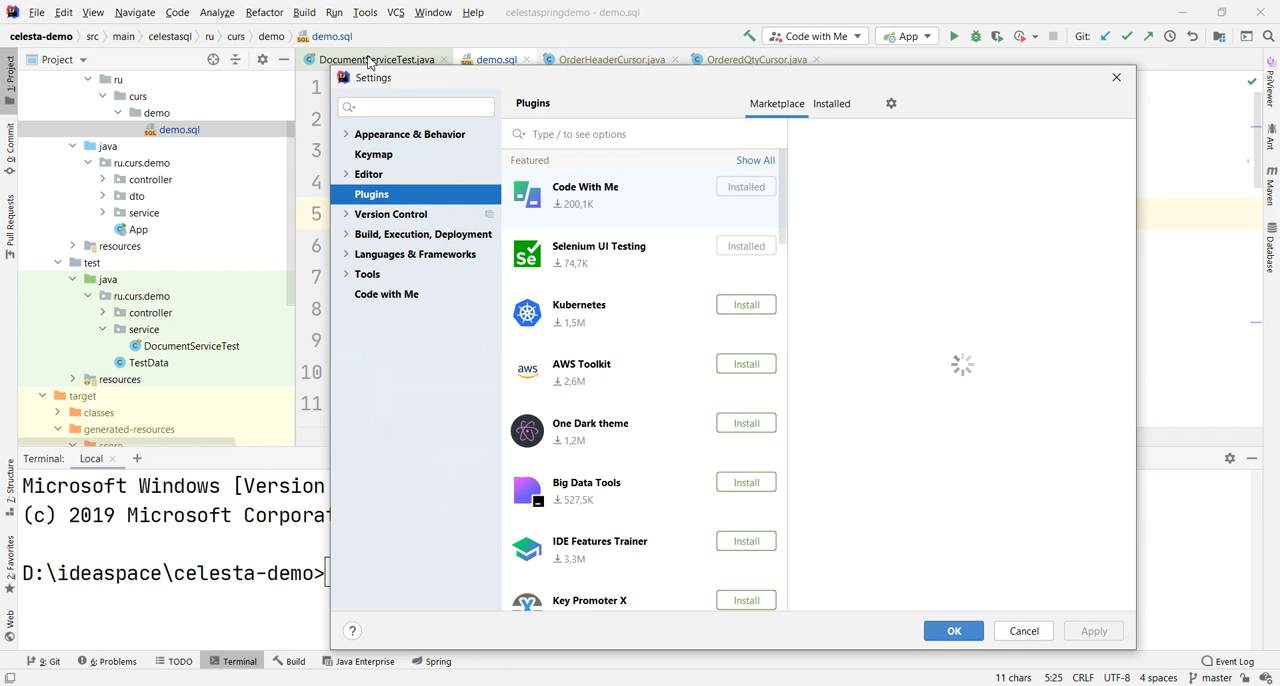 File Edit View Navigate Code Analyze Refactor Build Run Tools VCS Window Help celestaspringdemo - demo.sql
celesta-demo src main celestasql ru curs demo demo.sql Code with Me App Git:
Project DocumentServiceTest.java demo.sql OrderHeaderCursor.java OrderedQtyCursor.java
1: Project
0: Commit
Pull Requests
Z: Structure
2: Favorites
Web
ru
curs
demo
demo.sql
java
ru.curs.demo
controller
dto
service
App
resources
test
java
ru.curs.demo
controller
service
DocumentServiceTest
TestData
resources
target
classes
generated-resources
1
2
3
4
5
6
7
8
9
10
11
Settings
Appearance & Behavior
Keymap
Editor
Plugins
Version Control
Build, Execution, Deployment
Languages & Frameworks
Tools
Code with Me
Plugins Marketplace Installed
Type / to see options
Featured Show All
Code With Me Installed
200,1K
Selenium UI Testing Installed
74,7K
Kubernetes Install
1,5M
AWS Toolkit Install
2,6M
One Dark theme Install
1,2M
Big Data Tools Install
527,5K
IDE Features Trainer Install
3,3M
Key Promoter X Install
? OK Cancel Apply
PsiViewer
Ant
Maven
Database
Terminal: Local
Microsoft Windows [Version
(c) 2019 Microsoft Corporat
D:\ideaspace\celesta-demo>
9: Git 6: Problems TODO Terminal Build Java Enterprise Spring Event Log
11 chars 5:25 CRLF UTF-8 4 spaces master